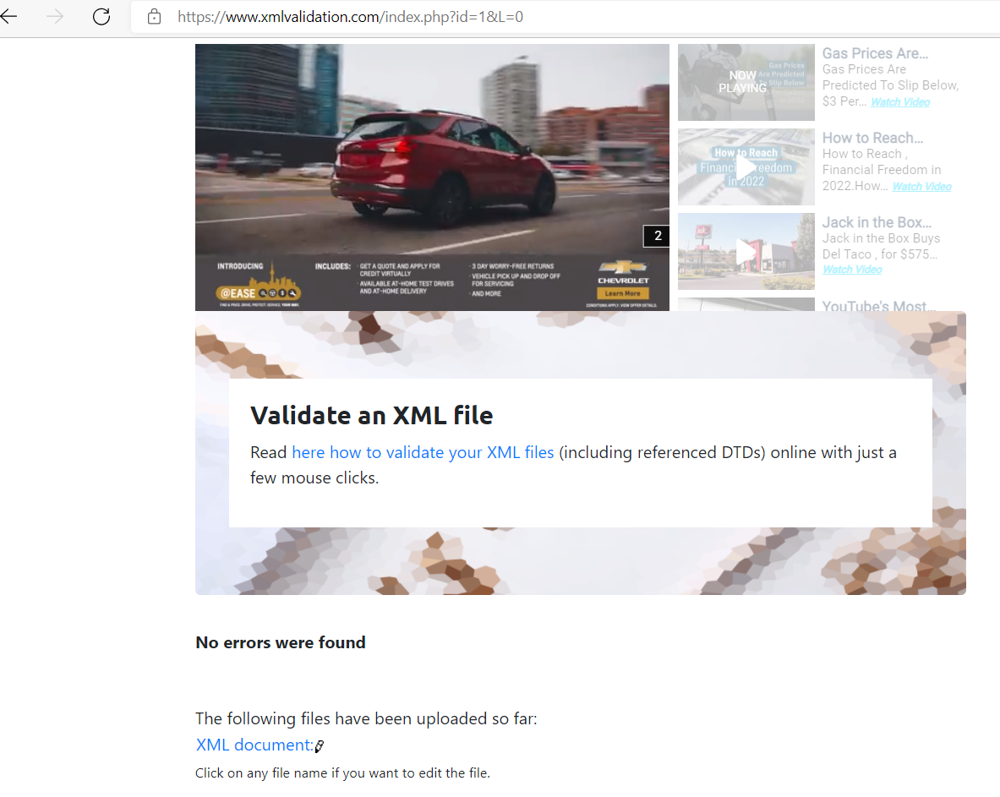 https://www.xmlvalidation.com/index.php?id=1&L=0
2
INTRODUCING
@EASE
INCLUDES:
· GET A QUOTE AND APPLY FOR
CREDIT VIRTUALLY
· AVAILABLE AT-HOME TEST DRIVES
AND AT-HOME DELIVERY
· 3 DAY WORRY-FREE RETURNS
· VEHICLE PICK UP AND DROP OFF
FOR SERVICING
· AND MORE
CHEVROLET
Learn More
CONDITIONS APPLY. VIEW OFFER DETAILS.
NOW
PLAYING
Gas Prices
Are Predicted
To Slip Below
Gas Prices Are...
Gas Prices Are
Predicted To Slip Below,
$3 Per... Watch Video
How to Reach
Financial Freedom
in 2022
How to Reach...
How to Reach ,
Financial Freedom in
2022.How... Watch Video
Jack in the Box...
Jack in the Box Buys
Del Taco , for $575...
Watch Video
YouTube's Most...
Validate an XML file
Read here how to validate your XML files (including referenced DTDs) online with just a
few mouse clicks.
No errors were found
The following files have been uploaded so far:
XML document:
Click on any file name if you want to edit the file.